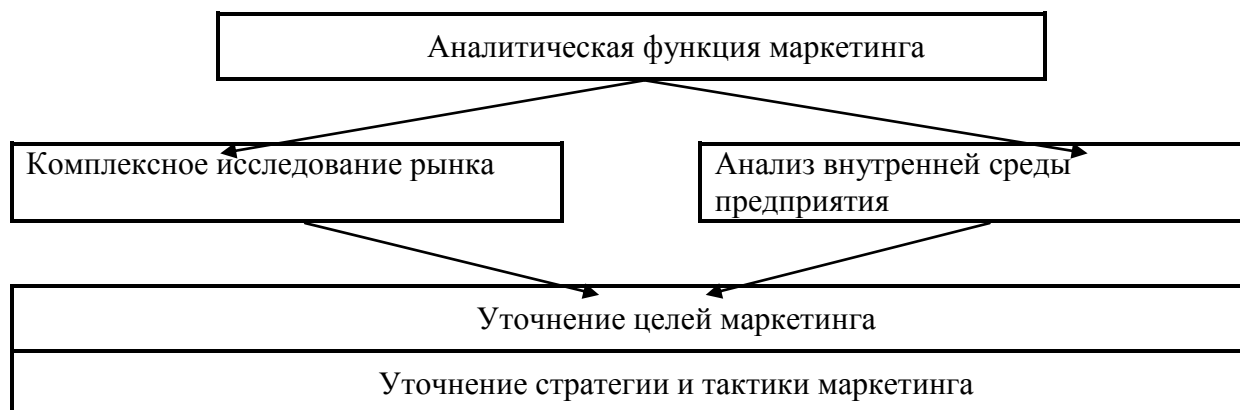 Аналитическая функция маркетинга
Комплексное исследование рынка
Анализ внутренней среды
предприятия
Уточнение целей маркетинга
Уточнение стратегии и тактики маркетинга